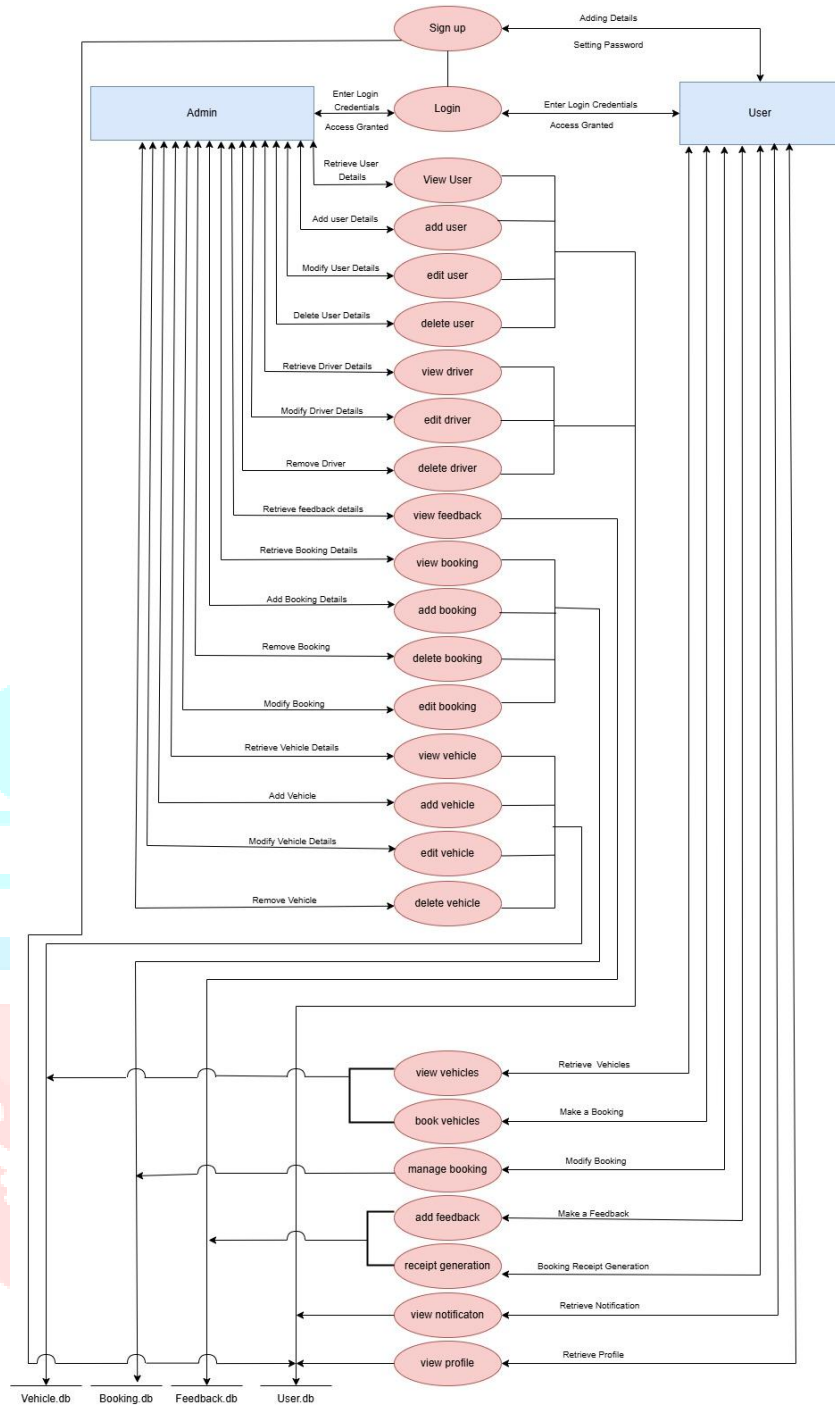 Sign up
Adding Details
Setting Password
Admin
Enter Login
Credentials
Access Granted
Login
Enter Login Credentials
Access Granted
User
Retrieve User
Details
View User
Add user Details
add user
Modify User Details
edit user
Delete User Details
delete user
Retrieve Driver Details
view driver
Modify Driver Details
edit driver
Remove Driver
delete driver
Retrieve feedback details
view feedback
Retrieve Booking Details
view booking
Add Booking Details
add booking
Remove Booking
delete booking
Modify Booking
edit booking
Retrieve Vehicle Details
view vehicle
Add Vehicle
add vehicle
Modify Vehicle Details
edit vehicle
Remove Vehicle
delete vehicle
view vehicles
Retrieve Vehicles
book vehicles
Make a Booking
manage booking
Modify Booking
add feedback
Make a Feedback
receipt generation
Booking Receipt Generation
view notificaton
Retrieve Notification
view profile
Retrieve Profile
Vehicle.db
Booking.db
Feedback.db
User.db